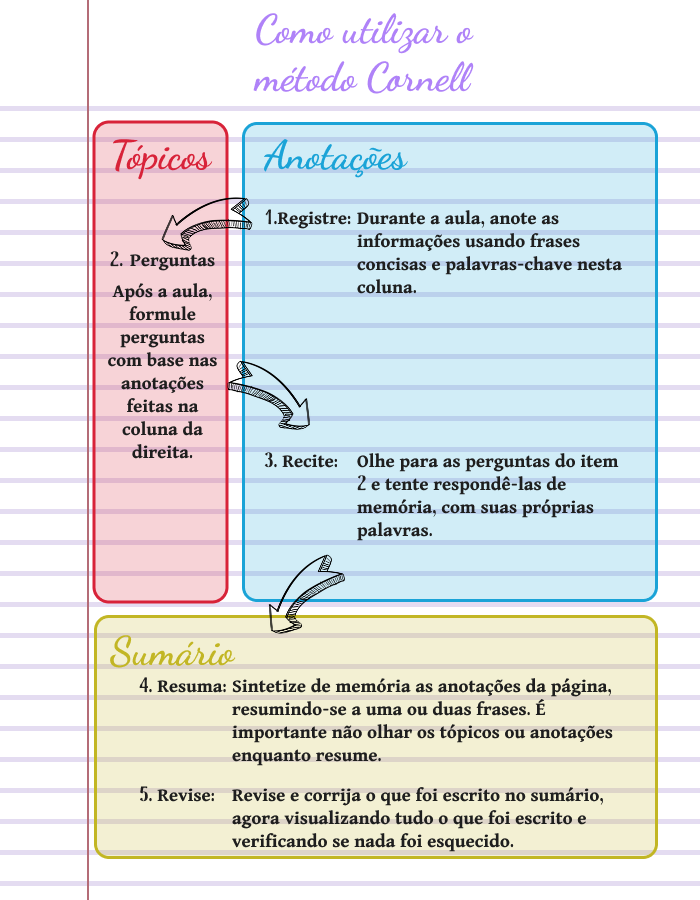 Como utilizar o
método Cornell
Tópicos
2. Perguntas
Após a aula,
formule
perguntas
com base nas
anotações
feitas na
coluna da
direita.
Anotações
1.Registre: Durante a aula, anote as
informações usando frases
concisas e palavras-chave nesta
coluna.
3. Recite: Olhe para as perguntas do item
2 e tente respondê-las de
memória, com suas próprias
palavras.
Sumário
4. Resuma: Sintetize de memória as anotações da página,
resumindo-se a uma ou duas frases. É
importante não olhar os tópicos ou anotações
enquanto resume.
5. Revise: Revise e corrija o que foi escrito no sumário,
agora visualizando tudo o que foi escrito e
verificando se nada foi esquecido.